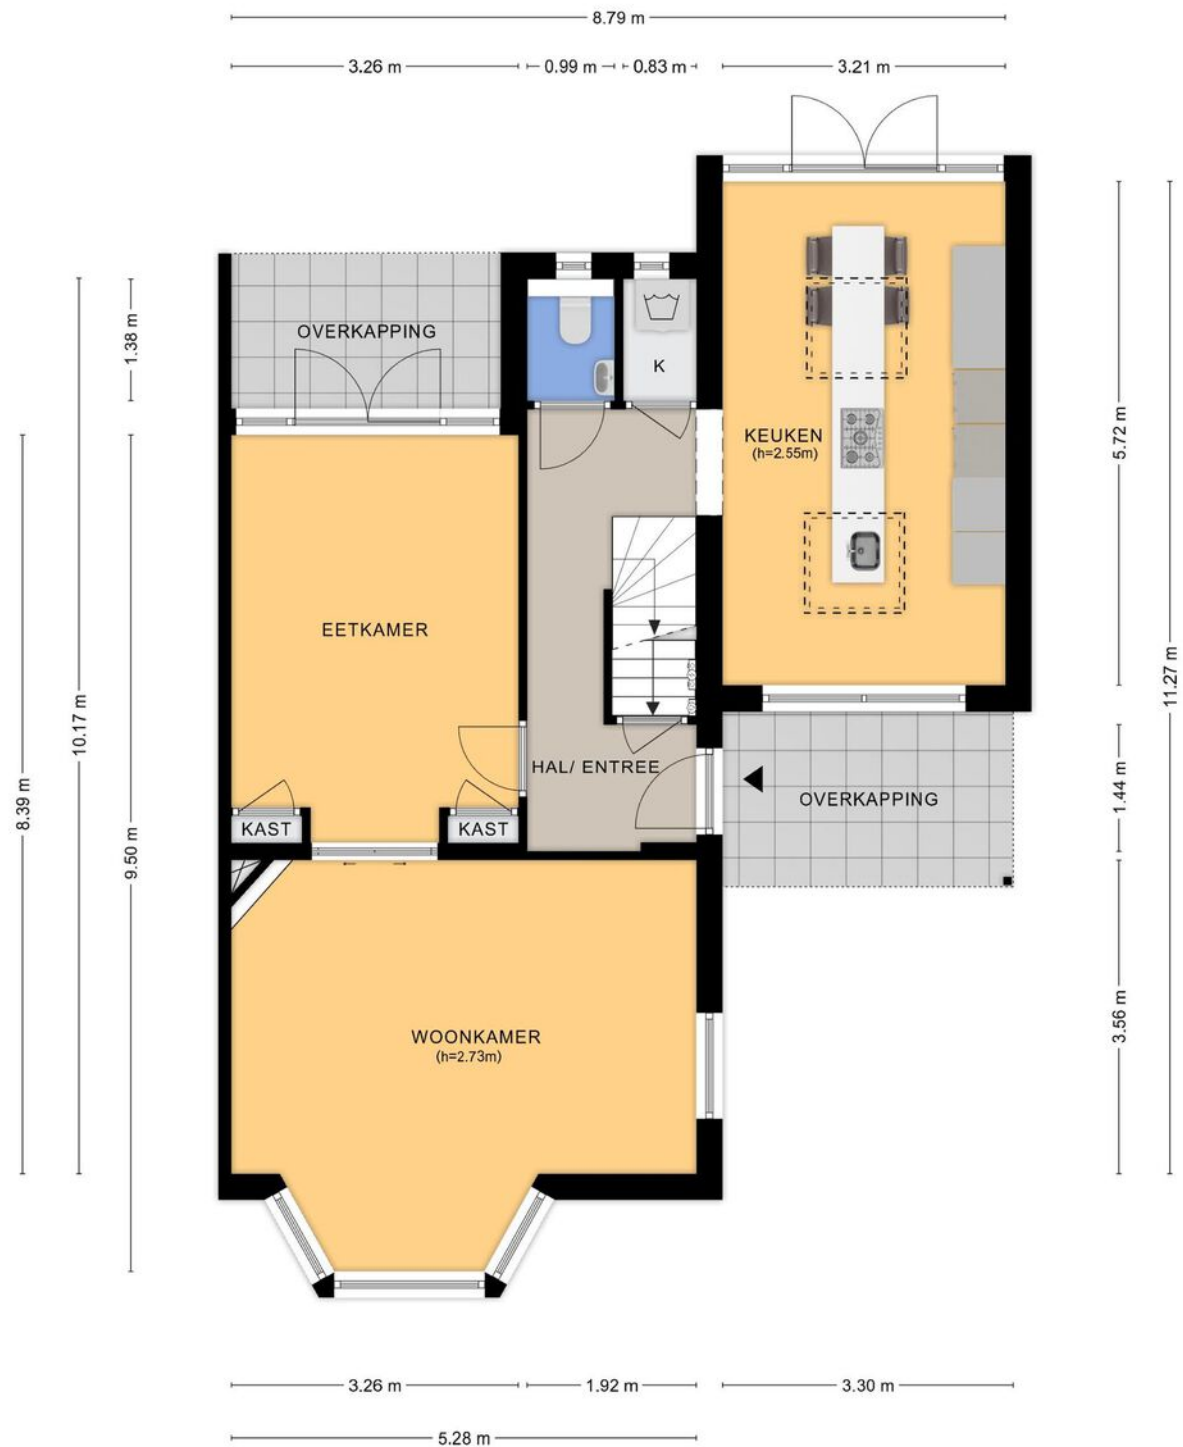 8.79 m
3.26 m
0.99 m
0.83 m
3.21 m
OVERKAPPING
K
KEUKEN
(h=2.55m)
EETKAMER
HAL/ ENTREE
OVERKAPPING
KAST
KAST
WOONKAMER
(h=2.73m)
8.39 m
10.17 m
1.38 m
9.50 m
5.72 m
1.44 m
3.56 m
11.27 m
3.26 m
1.92 m
3.30 m
5.28 m